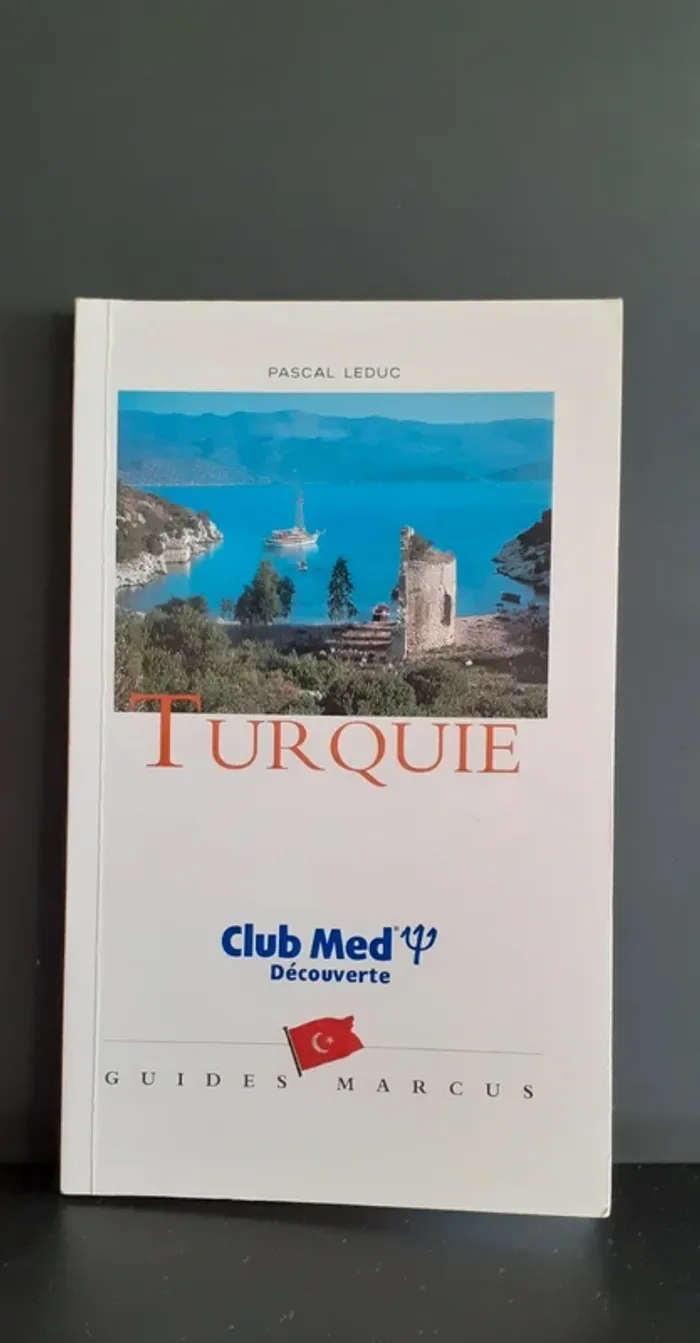 PASCAL LEDUC
TURQUIE
Club Med®
Découverte
GUIDES MARCUS